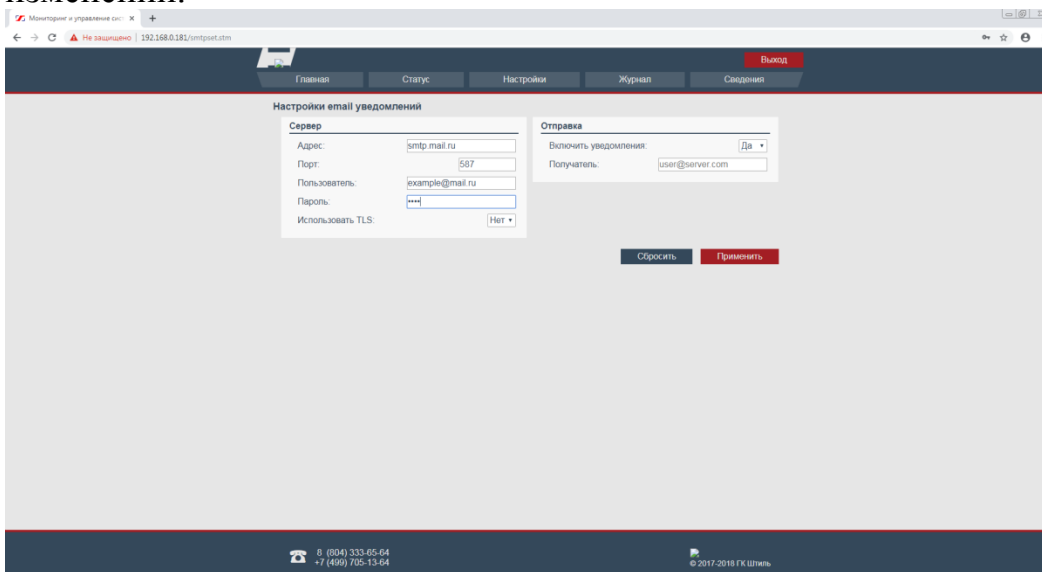 изменений.
Мониторинг и управление сис
Не защищено | 192.168.0.181/smtpset.stm
Выход
Главная Статус Настройки Журнал Сведения
Настройки email уведомлений
Сервер
Адрес: smtp.mail.ru
Порт: 587
Пользователь: example@mail.ru
Пароль: ••••
Использовать TLS: Нет
Отправка
Включить уведомления: Да
Получатель: user@server.com
Сбросить Применить
8 (804) 333-65-64
+7 (499) 705-13-64
© 2017-2018 ГК Штиль